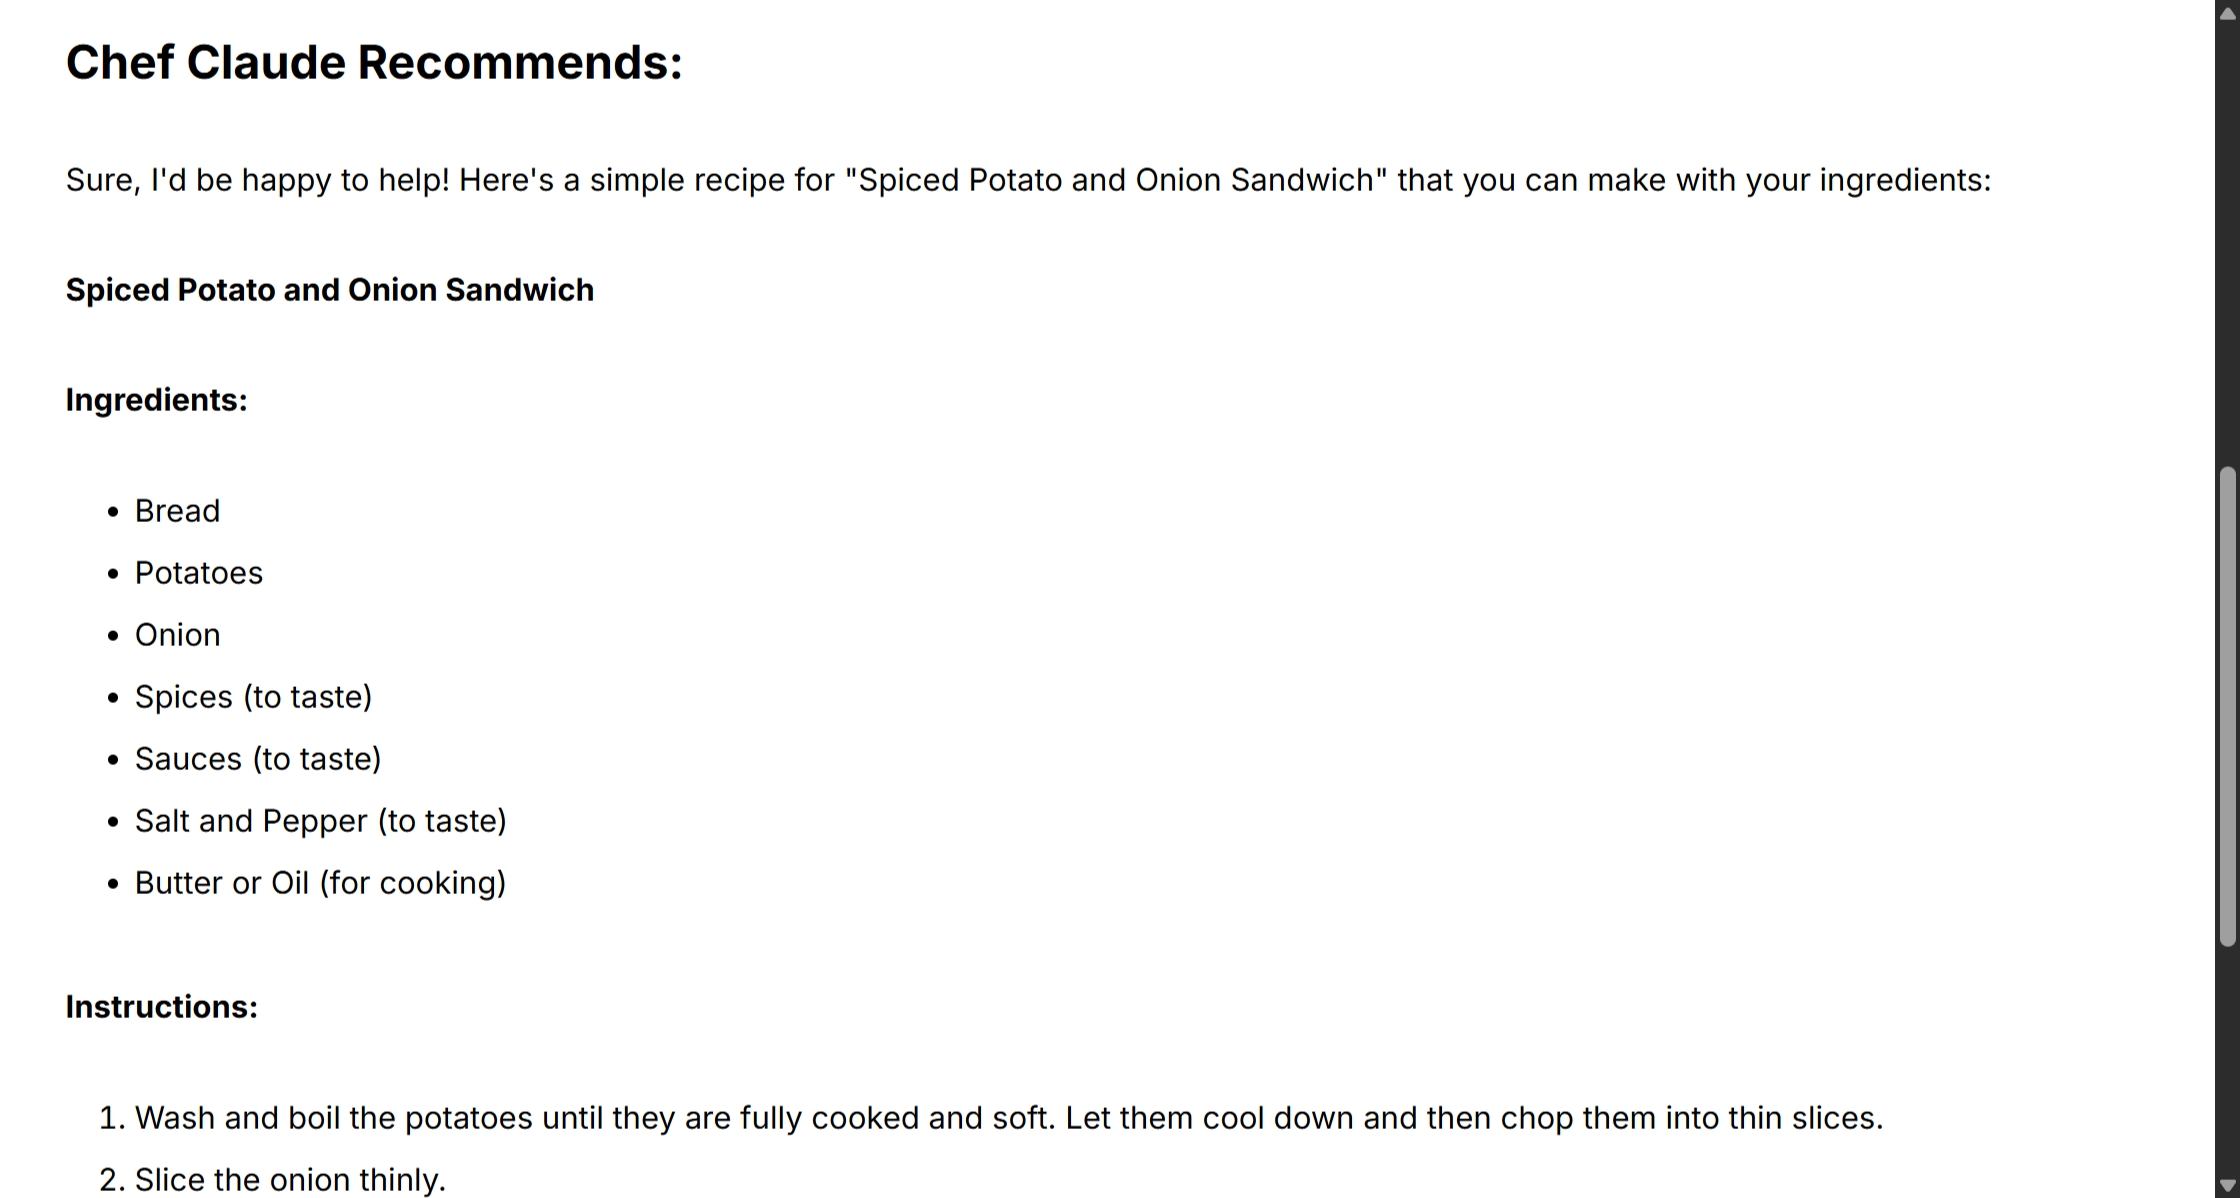 Chef Claude Recommends:
Sure, I'd be happy to help! Here's a simple recipe for "Spiced Potato and Onion Sandwich" that you can make with your ingredients:
Spiced Potato and Onion Sandwich
Ingredients:
• Bread
• Potatoes
• Onion
• Spices (to taste)
• Sauces (to taste)
• Salt and Pepper (to taste)
• Butter or Oil (for cooking)
Instructions:
1. Wash and boil the potatoes until they are fully cooked and soft. Let them cool down and then chop them into thin slices.
2. Slice the onion thinly.